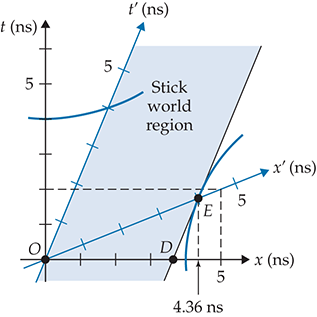 t (ns)
t′ (ns)
5
5
Stick
world
region
x′ (ns)
5
E
O
D
x (ns)
5
4.36 ns